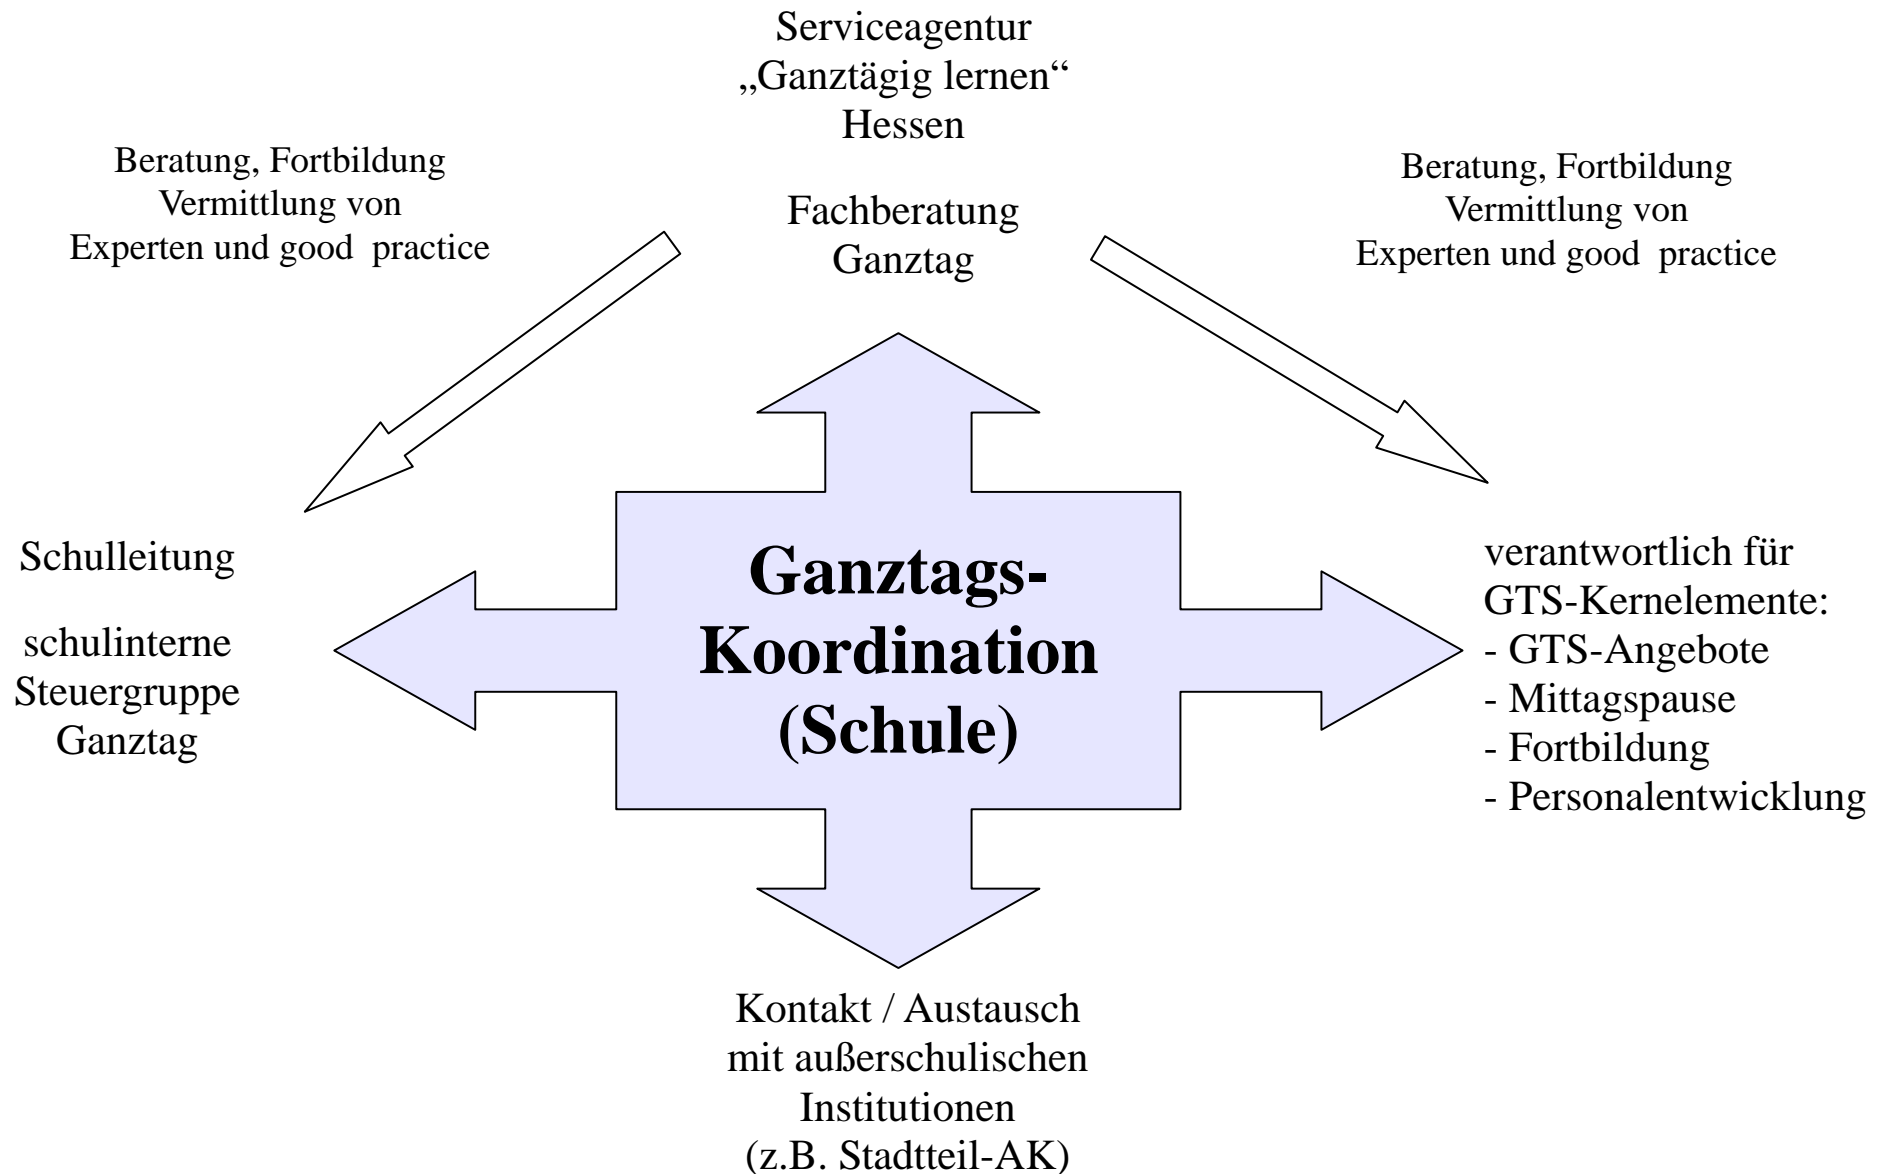 Serviceagentur
„Ganztägig lernen“
Hessen
Beratung, Fortbildung
Vermittlung von
Experten und good practice
Fachberatung
Ganztag
Beratung, Fortbildung
Vermittlung von
Experten und good practice
Schulleitung
schulinterne
Steuergruppe
Ganztag
Ganztags-
Koordination
(Schule)
verantwortlich für
GTS-Kernelemente:
- GTS-Angebote
- Mittagspause
- Fortbildung
- Personalentwicklung
Kontakt / Austausch
mit außerschulischen
Institutionen
(z.B. Stadtteil-AK)